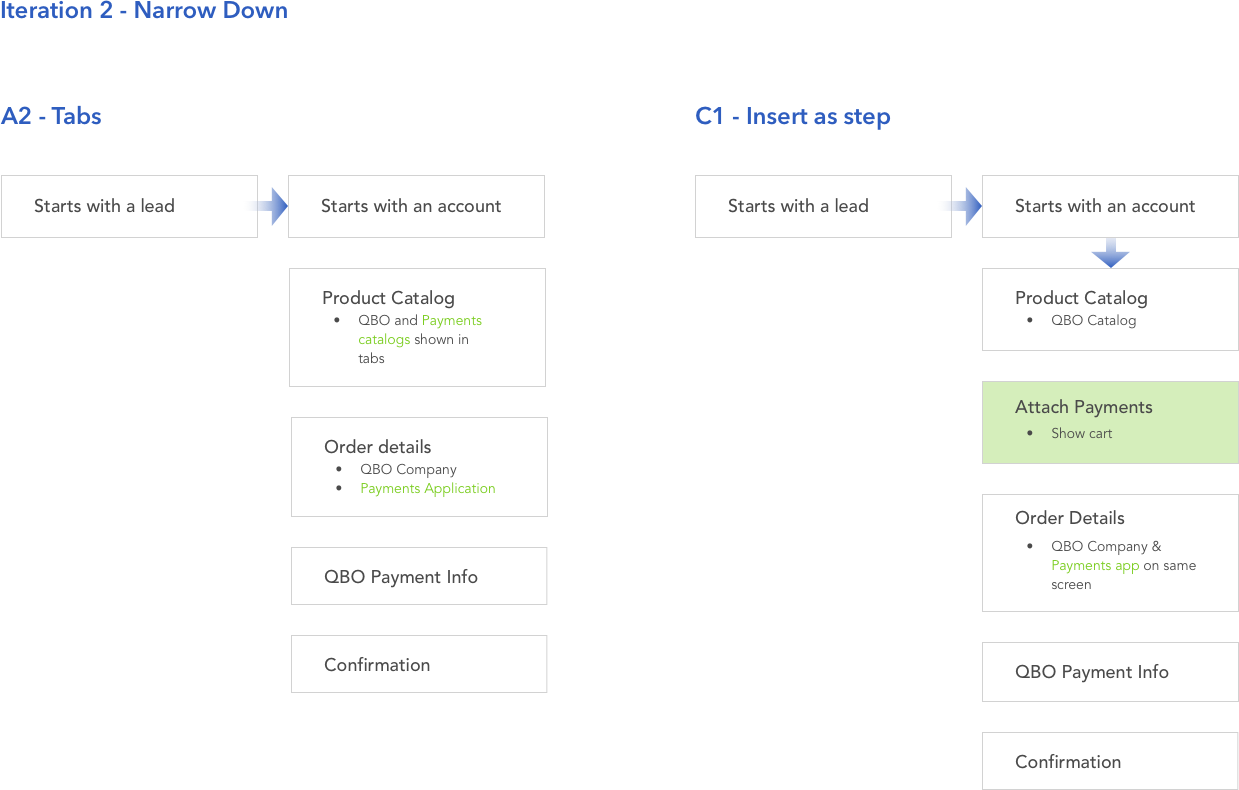 Iteration 2 - Narrow Down
A2 - Tabs
Starts with a lead
Starts with an account
Product Catalog
• QBO and Payments
catalogs shown in
tabs
Order details
• QBO Company
• Payments Application
QBO Payment Info
Confirmation
C1 - Insert as step
Starts with a lead
Starts with an account
Product Catalog
• QBO Catalog
Attach Payments
• Show cart
Order Details
• QBO Company &
Payments app on same
screen
QBO Payment Info
Confirmation